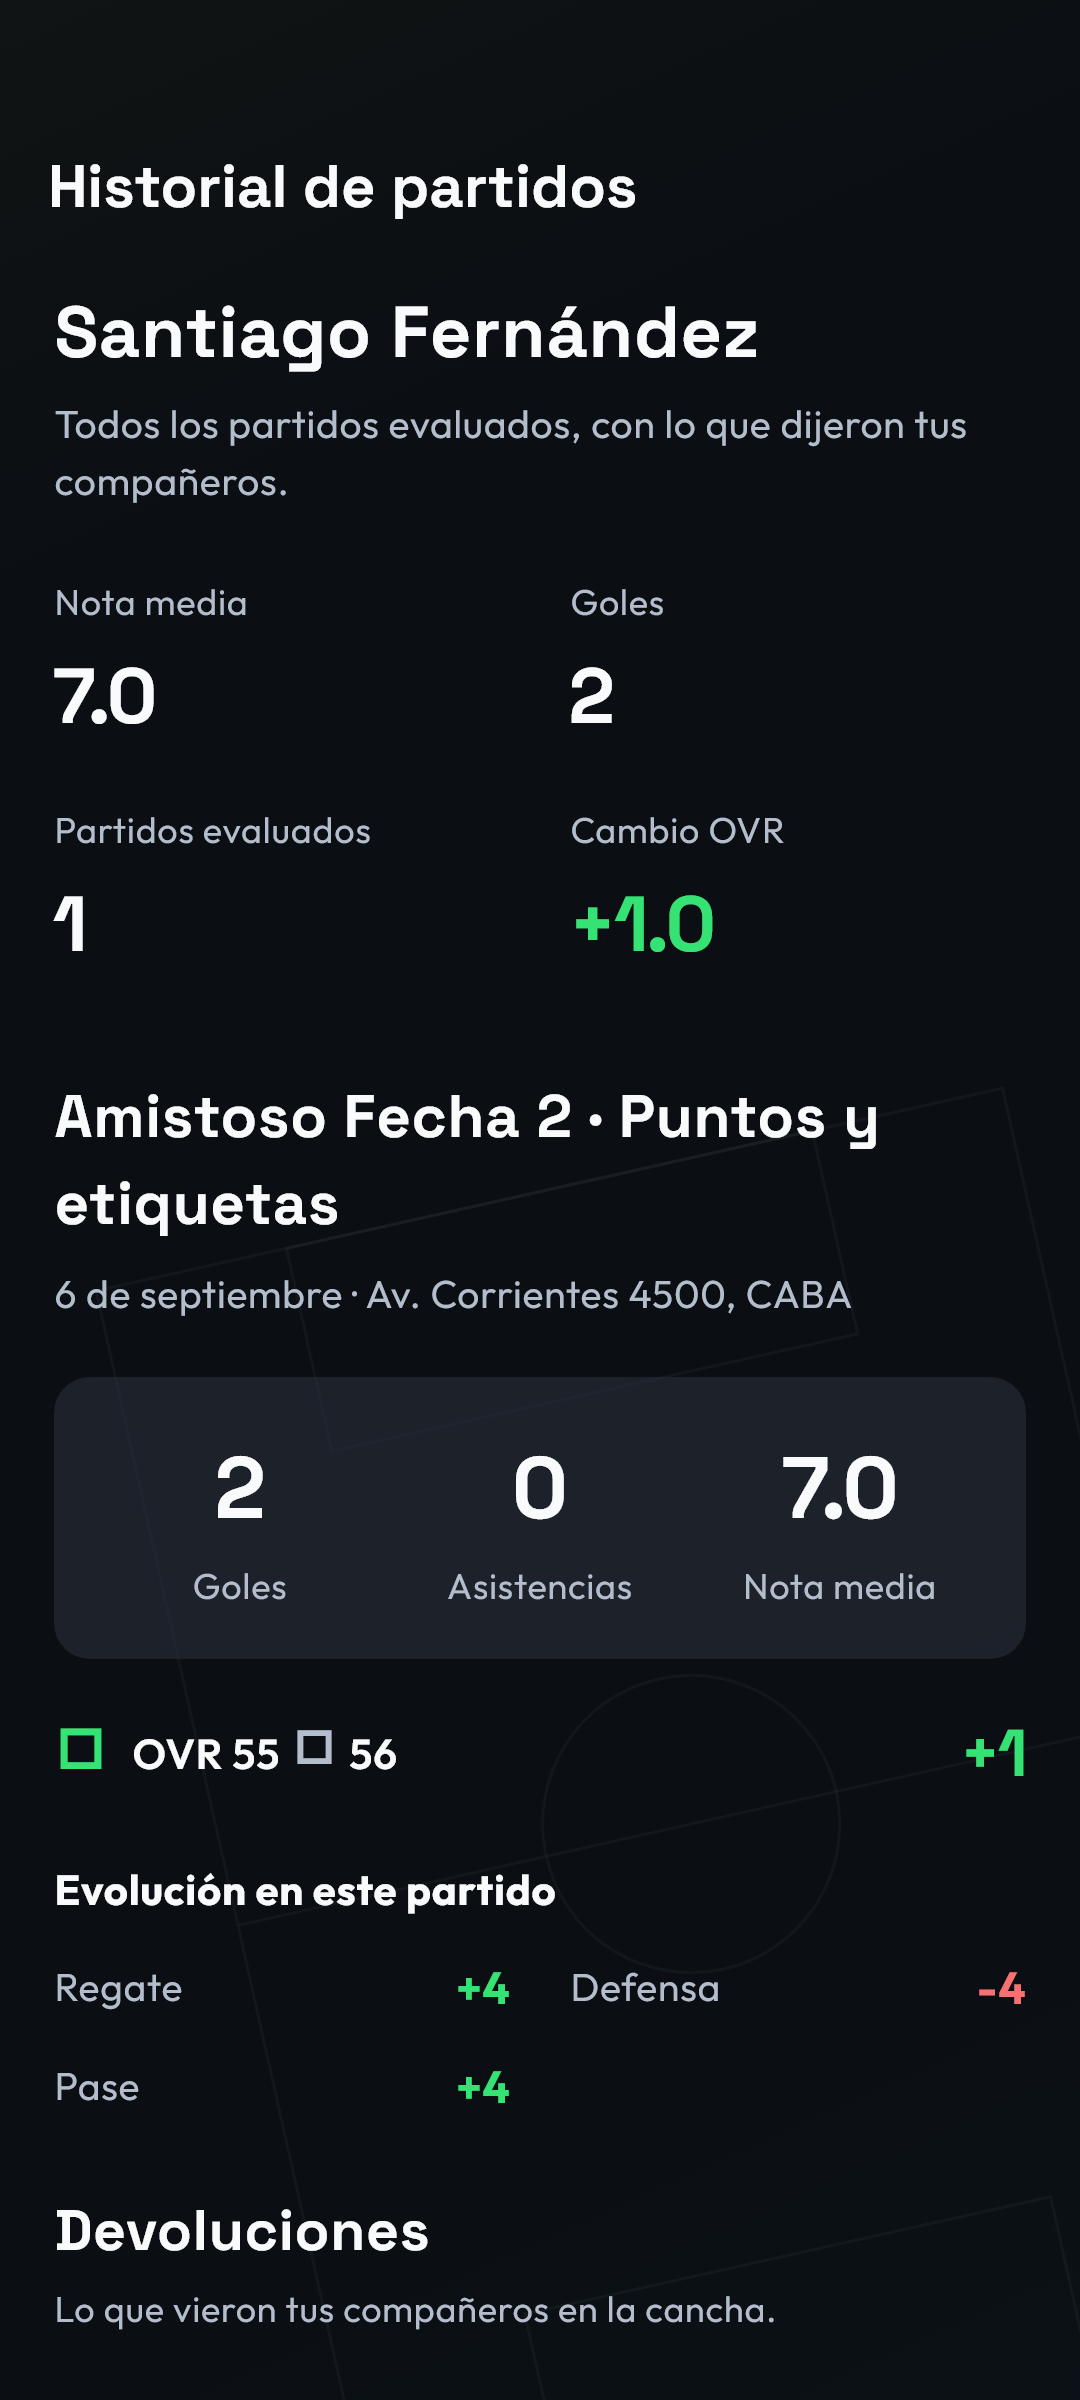 Historial de partidos
Santiago Fernández
Todos los partidos evaluados, con lo que dijeron tus
compañeros.
Nota media
Goles
7.0
2
Partidos evaluados
Cambio OVR
1
+1.0
Amistoso Fecha 2 · Puntos y
etiquetas
6 de septiembre · Av. Corrientes 4500, CABA
2
0
7.0
Goles
Asistencias
Nota media
OVR 55 56
+1
Evolución en este partido
Regate +4
Defensa -4
Pase +4
Devoluciones
Lo que vieron tus compañeros en la cancha.